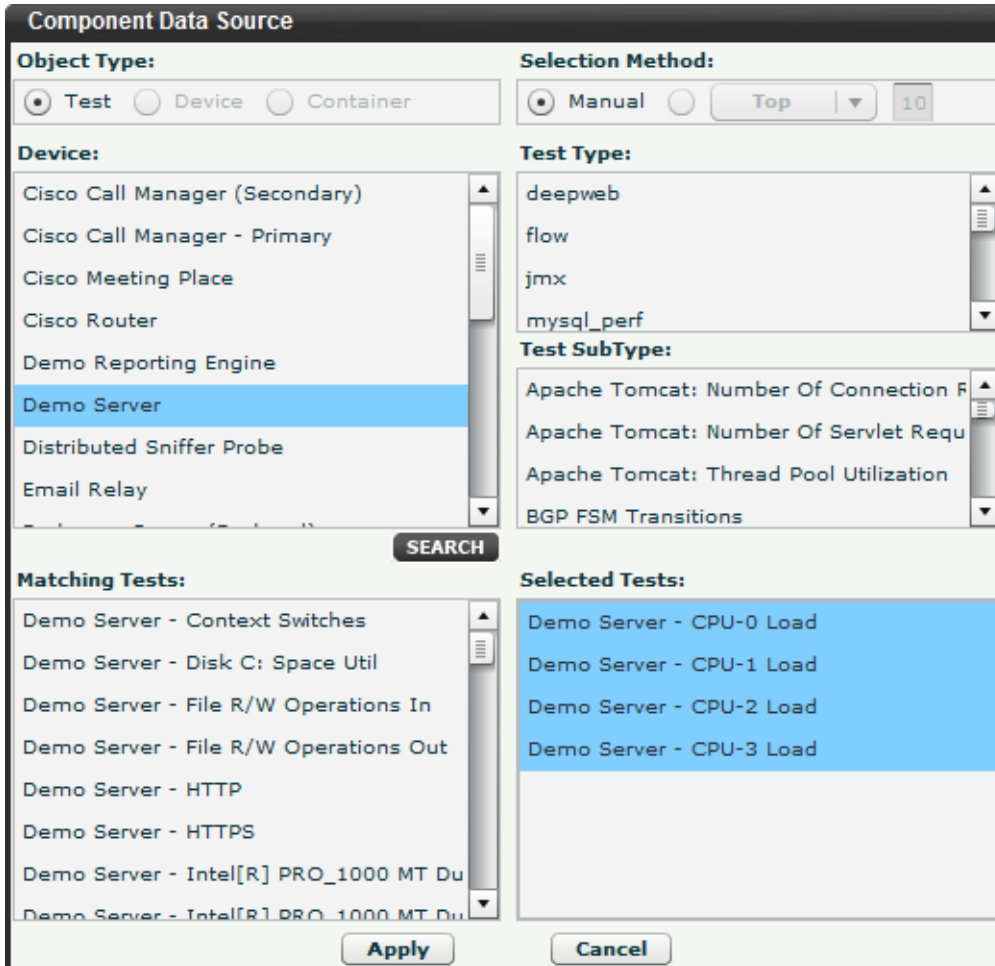 Component Data Source
Object Type:
Test Device Container
Selection Method:
Manual Top 10
Device:
Cisco Call Manager (Secondary)
Cisco Call Manager - Primary
Cisco Meeting Place
Cisco Router
Demo Reporting Engine
Demo Server
Distributed Sniffer Probe
Email Relay
Test Type:
deepweb
flow
jmx
mysql_perf
Test SubType:
Apache Tomcat: Number Of Connection R
Apache Tomcat: Number Of Servlet Requ
Apache Tomcat: Thread Pool Utilization
BGP FSM Transitions
SEARCH
Matching Tests:
Demo Server - Context Switches
Demo Server - Disk C: Space Util
Demo Server - File R/W Operations In
Demo Server - File R/W Operations Out
Demo Server - HTTP
Demo Server - HTTPS
Demo Server - Intel[R] PRO_1000 MT Du
Demo Server - Intel[R] PRO_1000 MT Du
Selected Tests:
Demo Server - CPU-0 Load
Demo Server - CPU-1 Load
Demo Server - CPU-2 Load
Demo Server - CPU-3 Load
Apply Cancel